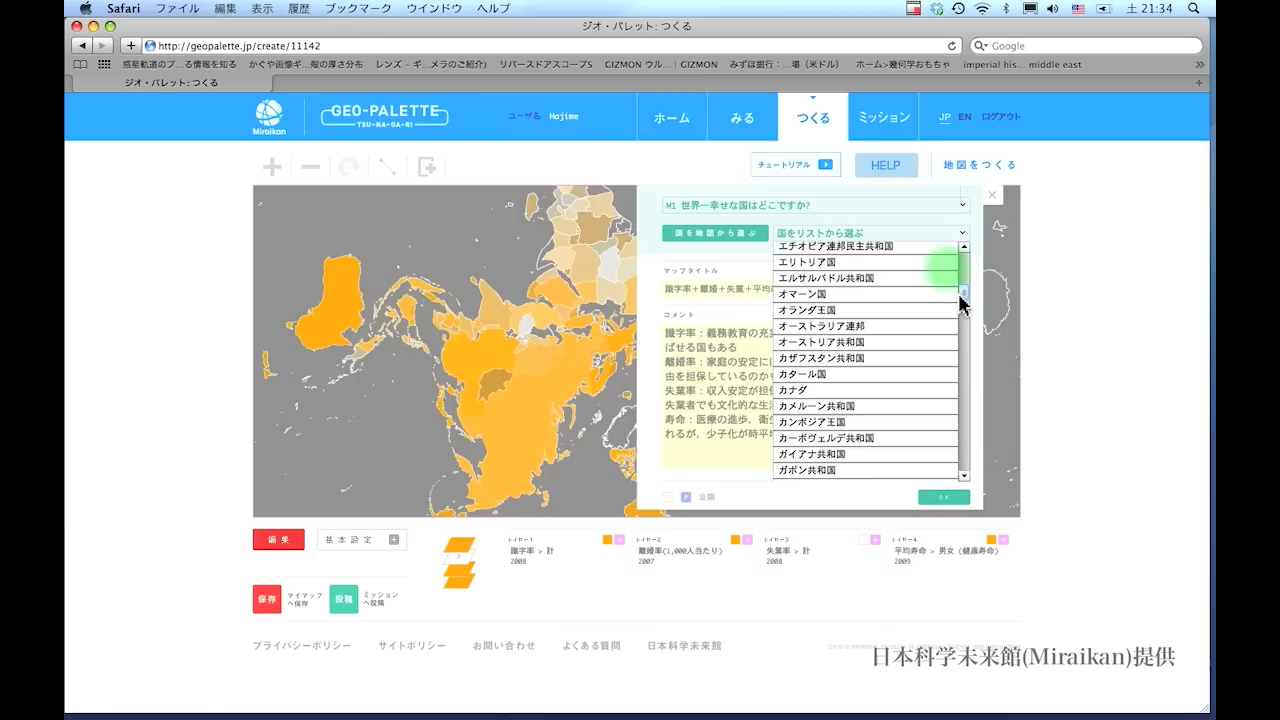 Safari ファイル 編集 表示 履歴 ブックマーク ウインドウ ヘルプ 土 21:34
ジオ・パレット: つくる
http://geopalette.jp/create/11142
Google
惑星軌道のプ...る情報を知る かぐや画像ギ...殻の厚さ分布 レンズ – ギ...メラのご紹介) リバースドアスコープS GIZMON ウル... | GIZMON みずほ銀行：...場（米ドル） ホーム>幾何学おもちゃ imperial his... middle east
ジオ・パレット: つくる
Miraikan
GEO-PALETTE
TSU-NA-GA-RI
ユーザ名 Hajime
ホーム みる つくる ミッション JP EN ログアウト
チュートリアル HELP 地図をつくる
M1 世界一幸せな国はどこですか?
国を地図から選ぶ 国をリストから選ぶ
マップタイトル
識字率＋離婚＋失業＋平均
コメント
識字率：義務教育の充
ばせる国もある
離婚率：家庭の安定に
由を担保しているのか
失業率：収入安定が担
失業者でも文化的な生
寿命：医療の進歩，衛
れるが，少子化が時平
エチオピア連邦民主共和国
エリトリア国
エルサルバドル共和国
オマーン国
オランダ王国
オーストラリア連邦
オーストリア共和国
カザフスタン共和国
カタール国
カナダ
カメルーン共和国
カンボジア王国
カーボヴェルデ共和国
ガイアナ共和国
ガボン共和国
P 公開 OK
編集 基本設定
レイヤー1
識字率 > 計
2008
レイヤー2
離婚率(1,000人当たり)
2007
レイヤー3
失業率 > 計
2008
レイヤー4
平均寿命 > 男女 (健康寿命)
2009
保存 マイマップ
へ保存
投稿 ミッション
へ投稿
プライバシーポリシー サイトポリシー お問い合わせ よくある質問 日本科学未来館
日本科学未来館(Miraikan)提供